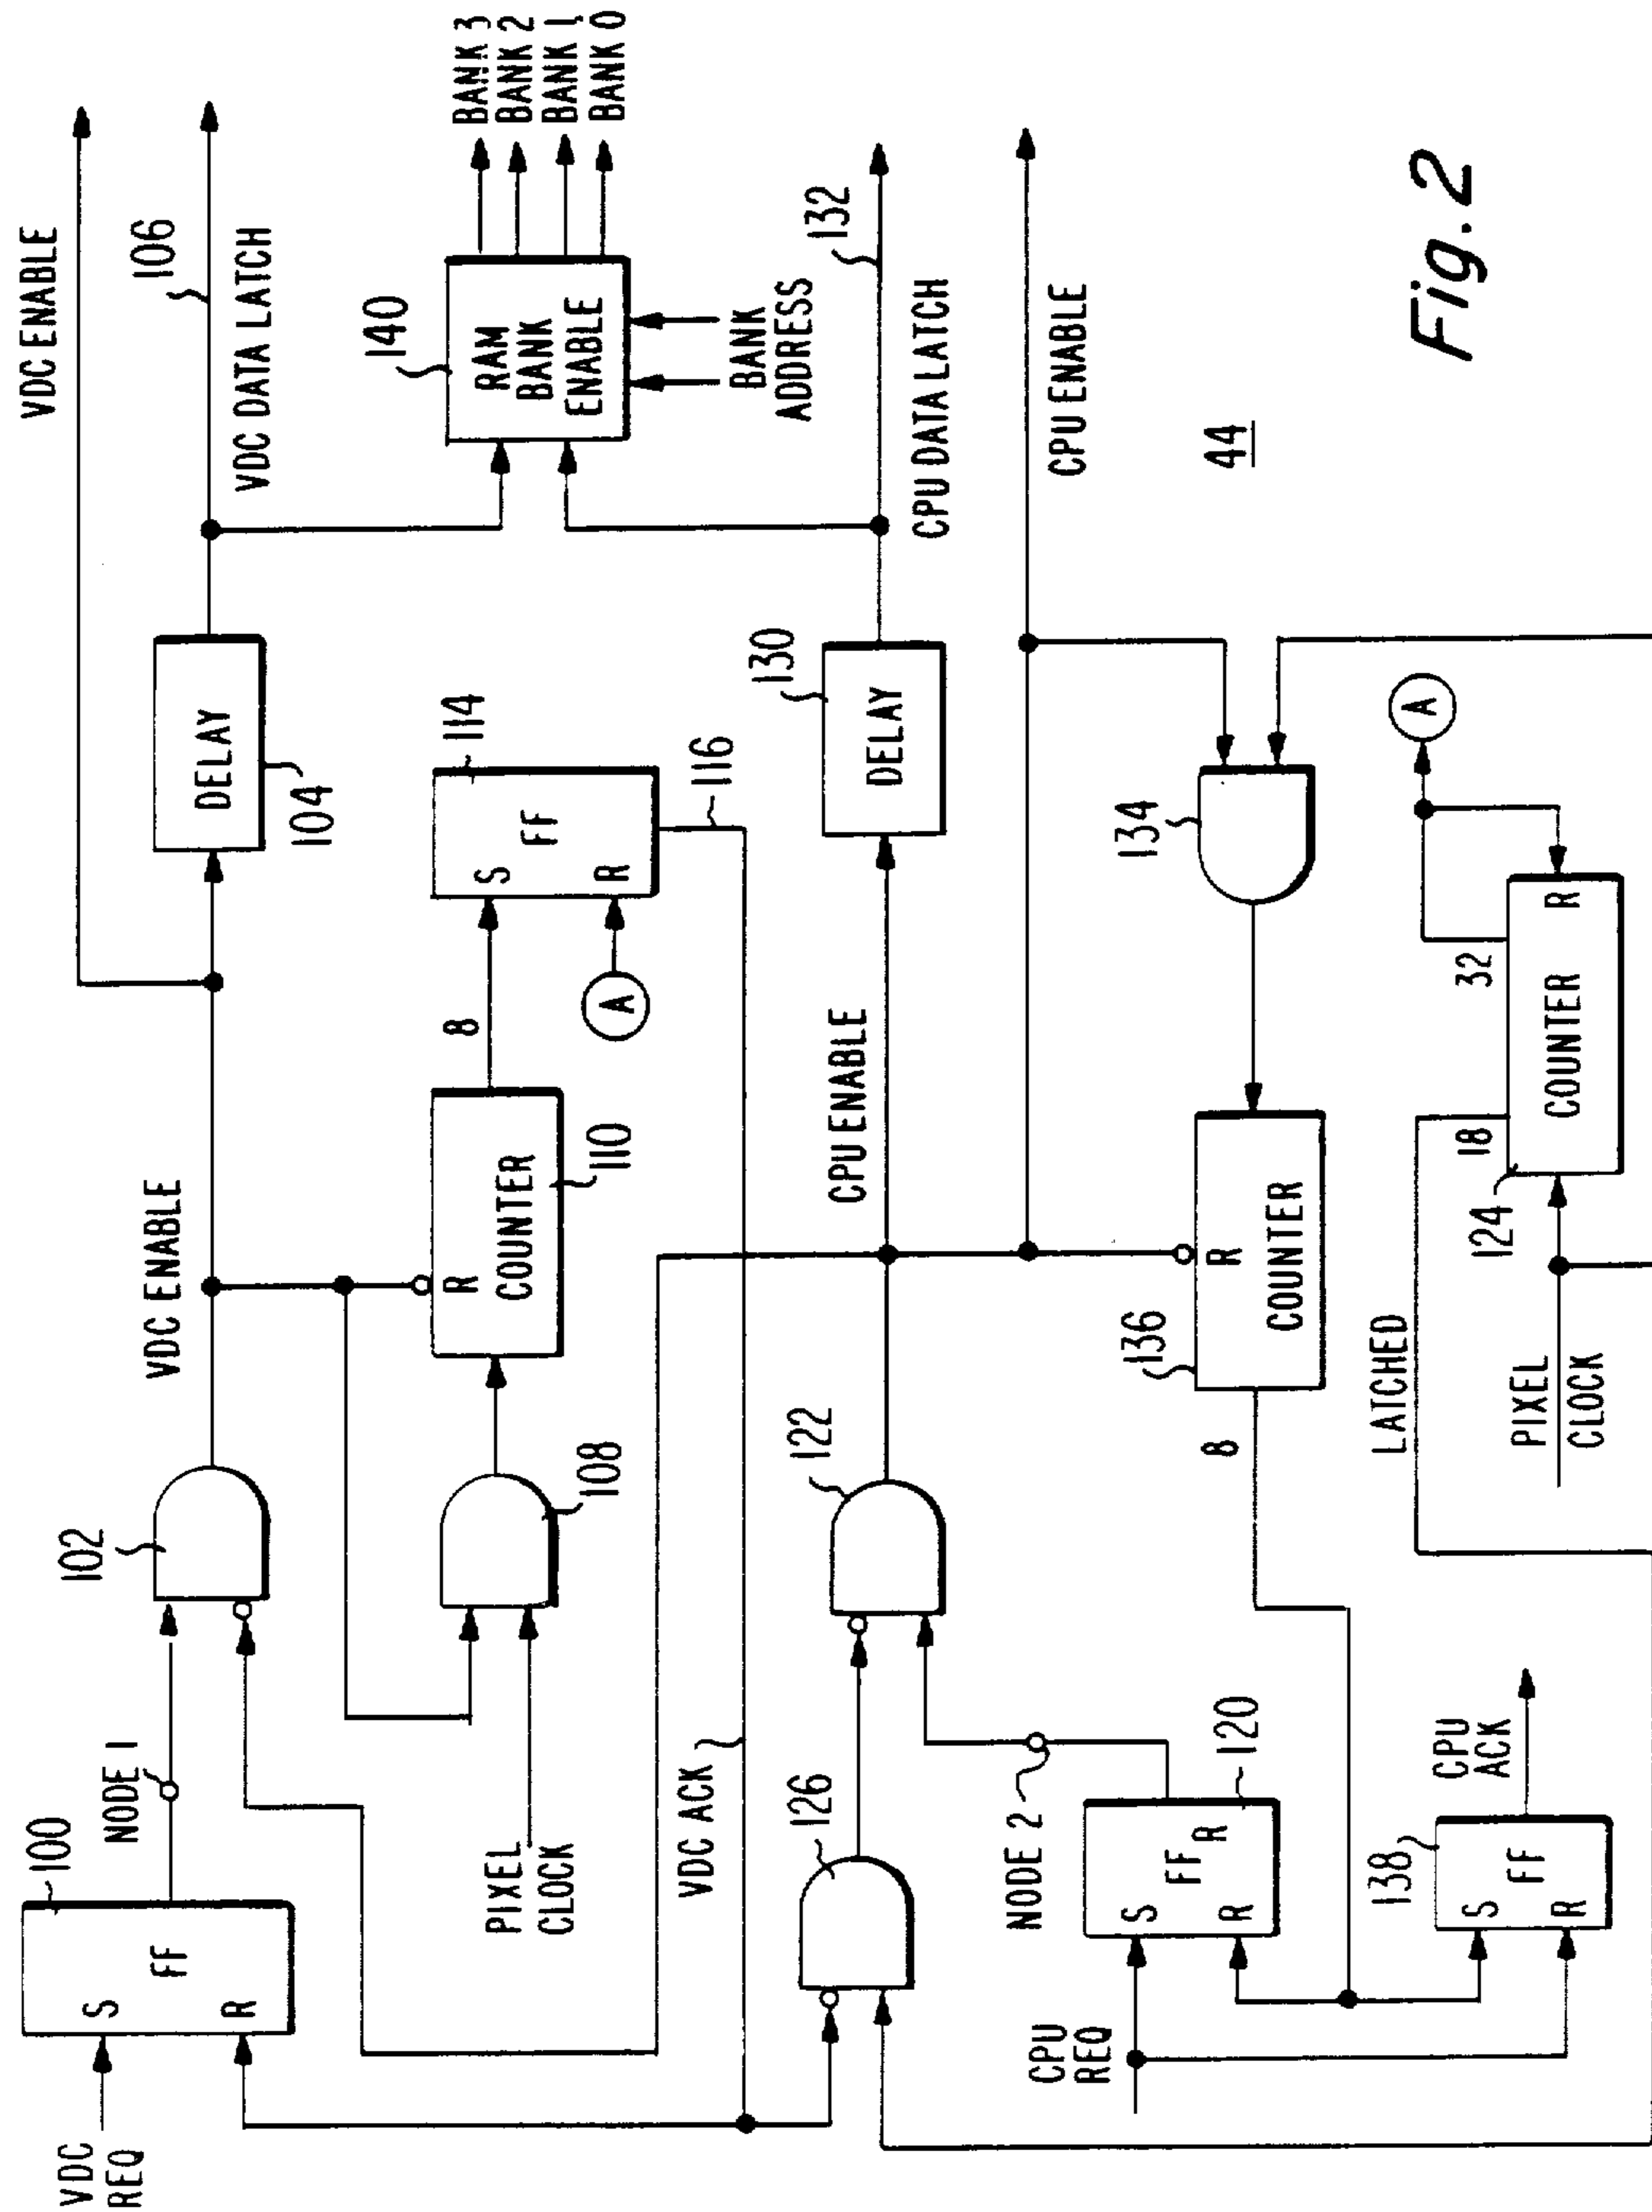 VDC REQ
S
FF
R
100
NODE 1
102
VDC ENABLE
VDC ENABLE
DELAY
104
106
VDC DATA LATCH
PIXEL CLOCK
108
R
COUNTER
110
8
S
FF
R
114
A
116
VDC ACK
140
RAM
BANK
ENABLE
BANK
ADDRESS
BANK 3
BANK 2
BANK 1
BANK 0
126
122
CPU ENABLE
DELAY
130
132
CPU DATA LATCH
CPU ENABLE
CPU REQ
S
FF
R
R
120
NODE 2
136
R
COUNTER
8
134
S
FF
R
138
CPU ACK
LATCHED
PIXEL CLOCK
124
18
COUNTER
32
R
A
44
Fig. 2